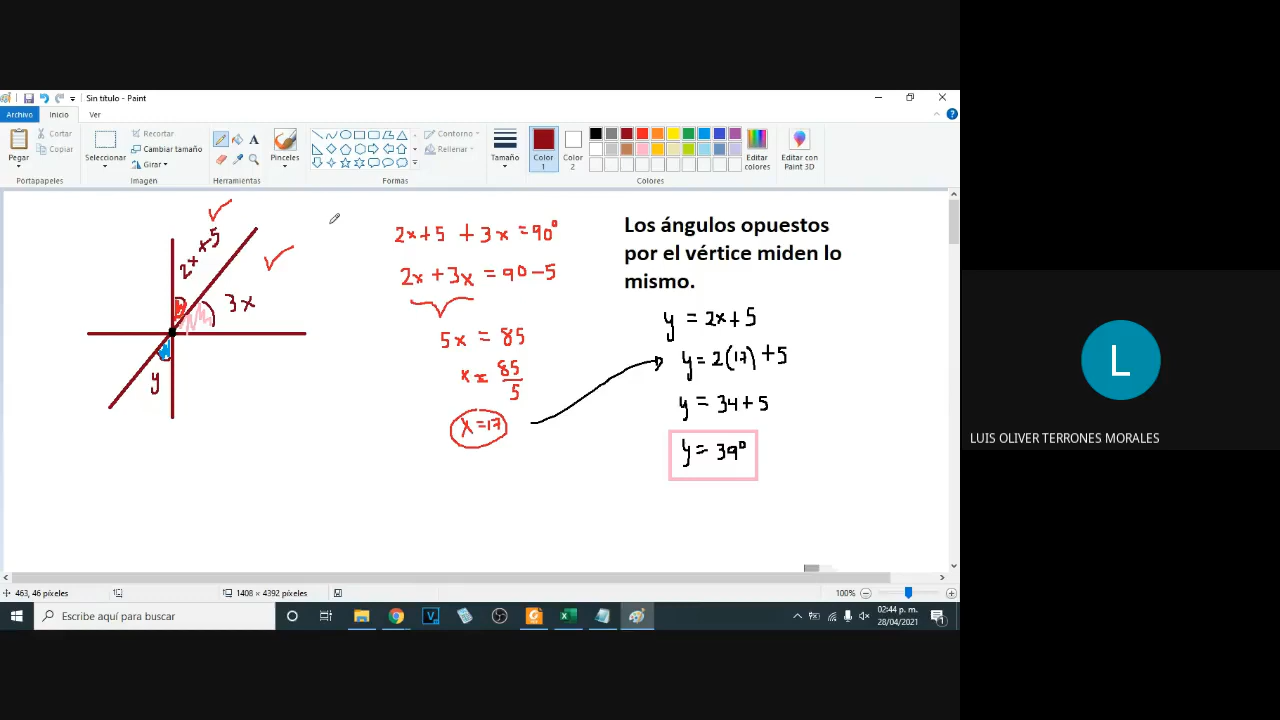 Sin título - Paint
Archivo Inicio Ver
Pegar
Cortar
Copiar
Portapapeles
Seleccionar
Recortar
Cambiar tamaño
Girar
Imagen
A
Herramientas
Pinceles
Contorno
Rellenar
Formas
Tamaño
Color 1
Color 2
Editar colores
Editar con Paint 3D
Colores
2x+5
3x
y
2x+5 +3x =90°
2x +3x = 90-5
5x = 85
x = 85/5
x =17
Los ángulos opuestos
por el vértice miden lo
mismo.
y = 2x+5
y= 2(17) +5
y = 34+5
y= 39°
463, 46 píxeles
1408 × 4392 píxeles
100%
Escribe aquí para buscar
02:44 p. m.
28/04/2021
L
LUIS OLIVER TERRONES MORALES